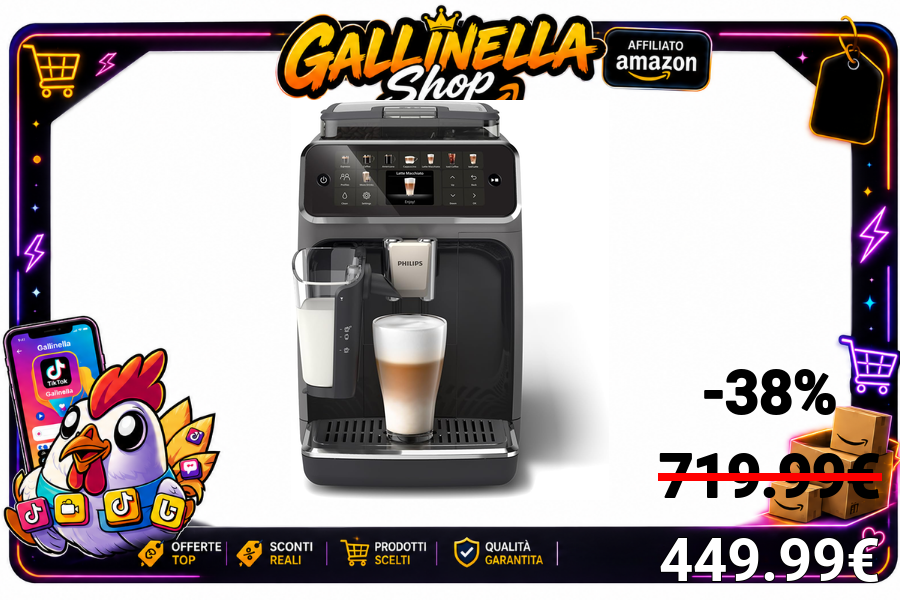 GALLINELLA
Shop
AFFILIATO
amazon
Latte Macchiato
PHILIPS
Gallinella
TikTok
Gallinella
-38%
719.99€
449.99€
OFFERTE
TOP
SCONTI
REALI
PRODOTTI
SCELTI
QUALITÀ
GARANTITA